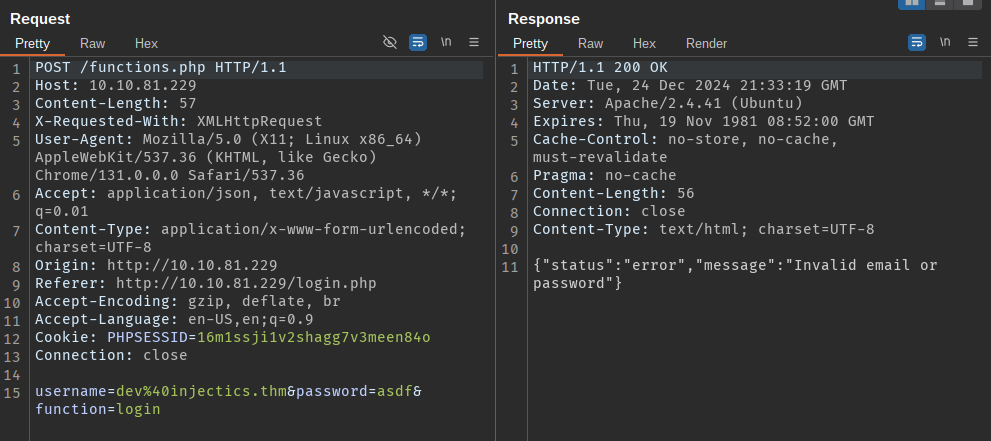 Request
Pretty Raw Hex \n
1 POST /functions.php HTTP/1.1
2 Host: 10.10.81.229
3 Content-Length: 57
4 X-Requested-With: XMLHttpRequest
5 User-Agent: Mozilla/5.0 (X11; Linux x86_64)
AppleWebKit/537.36 (KHTML, like Gecko)
Chrome/131.0.0.0 Safari/537.36
6 Accept: application/json, text/javascript, */*;
q=0.01
7 Content-Type: application/x-www-form-urlencoded;
charset=UTF-8
8 Origin: http://10.10.81.229
9 Referer: http://10.10.81.229/login.php
10 Accept-Encoding: gzip, deflate, br
11 Accept-Language: en-US,en;q=0.9
12 Cookie: PHPSESSID=16m1ssji1v2shagg7v3meen84o
13 Connection: close
14
15 username=dev%40injectics.thm&password=asdf&
function=login
Response
Pretty Raw Hex Render \n
1 HTTP/1.1 200 OK
2 Date: Tue, 24 Dec 2024 21:33:19 GMT
3 Server: Apache/2.4.41 (Ubuntu)
4 Expires: Thu, 19 Nov 1981 08:52:00 GMT
5 Cache-Control: no-store, no-cache,
must-revalidate
6 Pragma: no-cache
7 Content-Length: 56
8 Connection: close
9 Content-Type: text/html; charset=UTF-8
10
11 {"status":"error","message":"Invalid email or
password"}